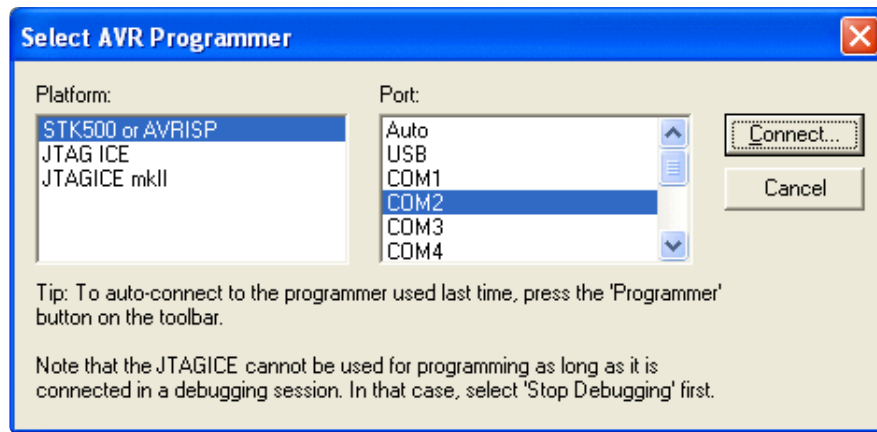 Select AVR Programmer
Platform:
STK500 or AVRISP
JTAG ICE
JTAGICE mkII
Port:
Auto
USB
COM1
COM2
COM3
COM4
Connect...
Cancel
Tip: To auto-connect to the programmer used last time, press the 'Programmer'
button on the toolbar.
Note that the JTAGICE cannot be used for programming as long as it is
connected in a debugging session. In that case, select 'Stop Debugging' first.